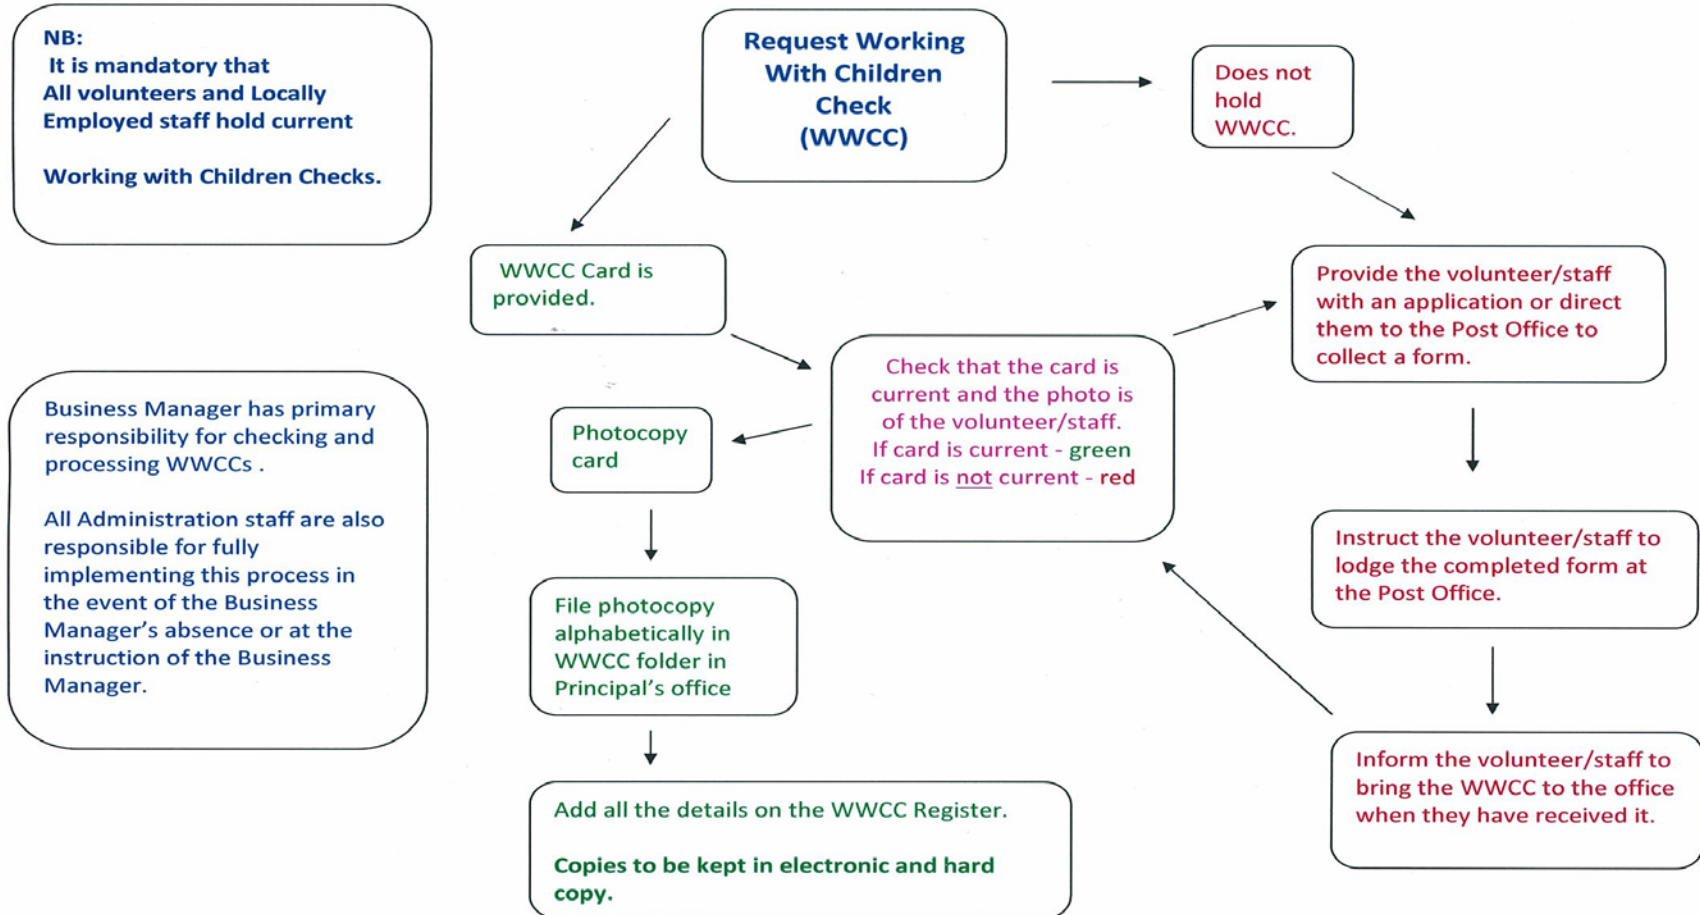 NB:
It is mandatory that
All volunteers and Locally
Employed staff hold current
Working with Children Checks.
Request Working
With Children
Check
(WWCC)
Does not
hold
WWCC.
WWCC Card is
provided.
Provide the volunteer/staff
with an application or direct
them to the Post Office to
collect a form.
Check that the card is
current and the photo is
of the volunteer/staff.
If card is current - green
If card is not current - red
Business Manager has primary
responsibility for checking and
processing WWCCs .
All Administration staff are also
responsible for fully
implementing this process in
the event of the Business
Manager’s absence or at the
instruction of the Business
Manager.
Photocopy
card
Instruct the volunteer/staff to
lodge the completed form at
the Post Office.
File photocopy
alphabetically in
WWCC folder in
Principal’s office
Inform the volunteer/staff to
bring the WWCC to the office
when they have received it.
Add all the details on the WWCC Register.
Copies to be kept in electronic and hard
copy.